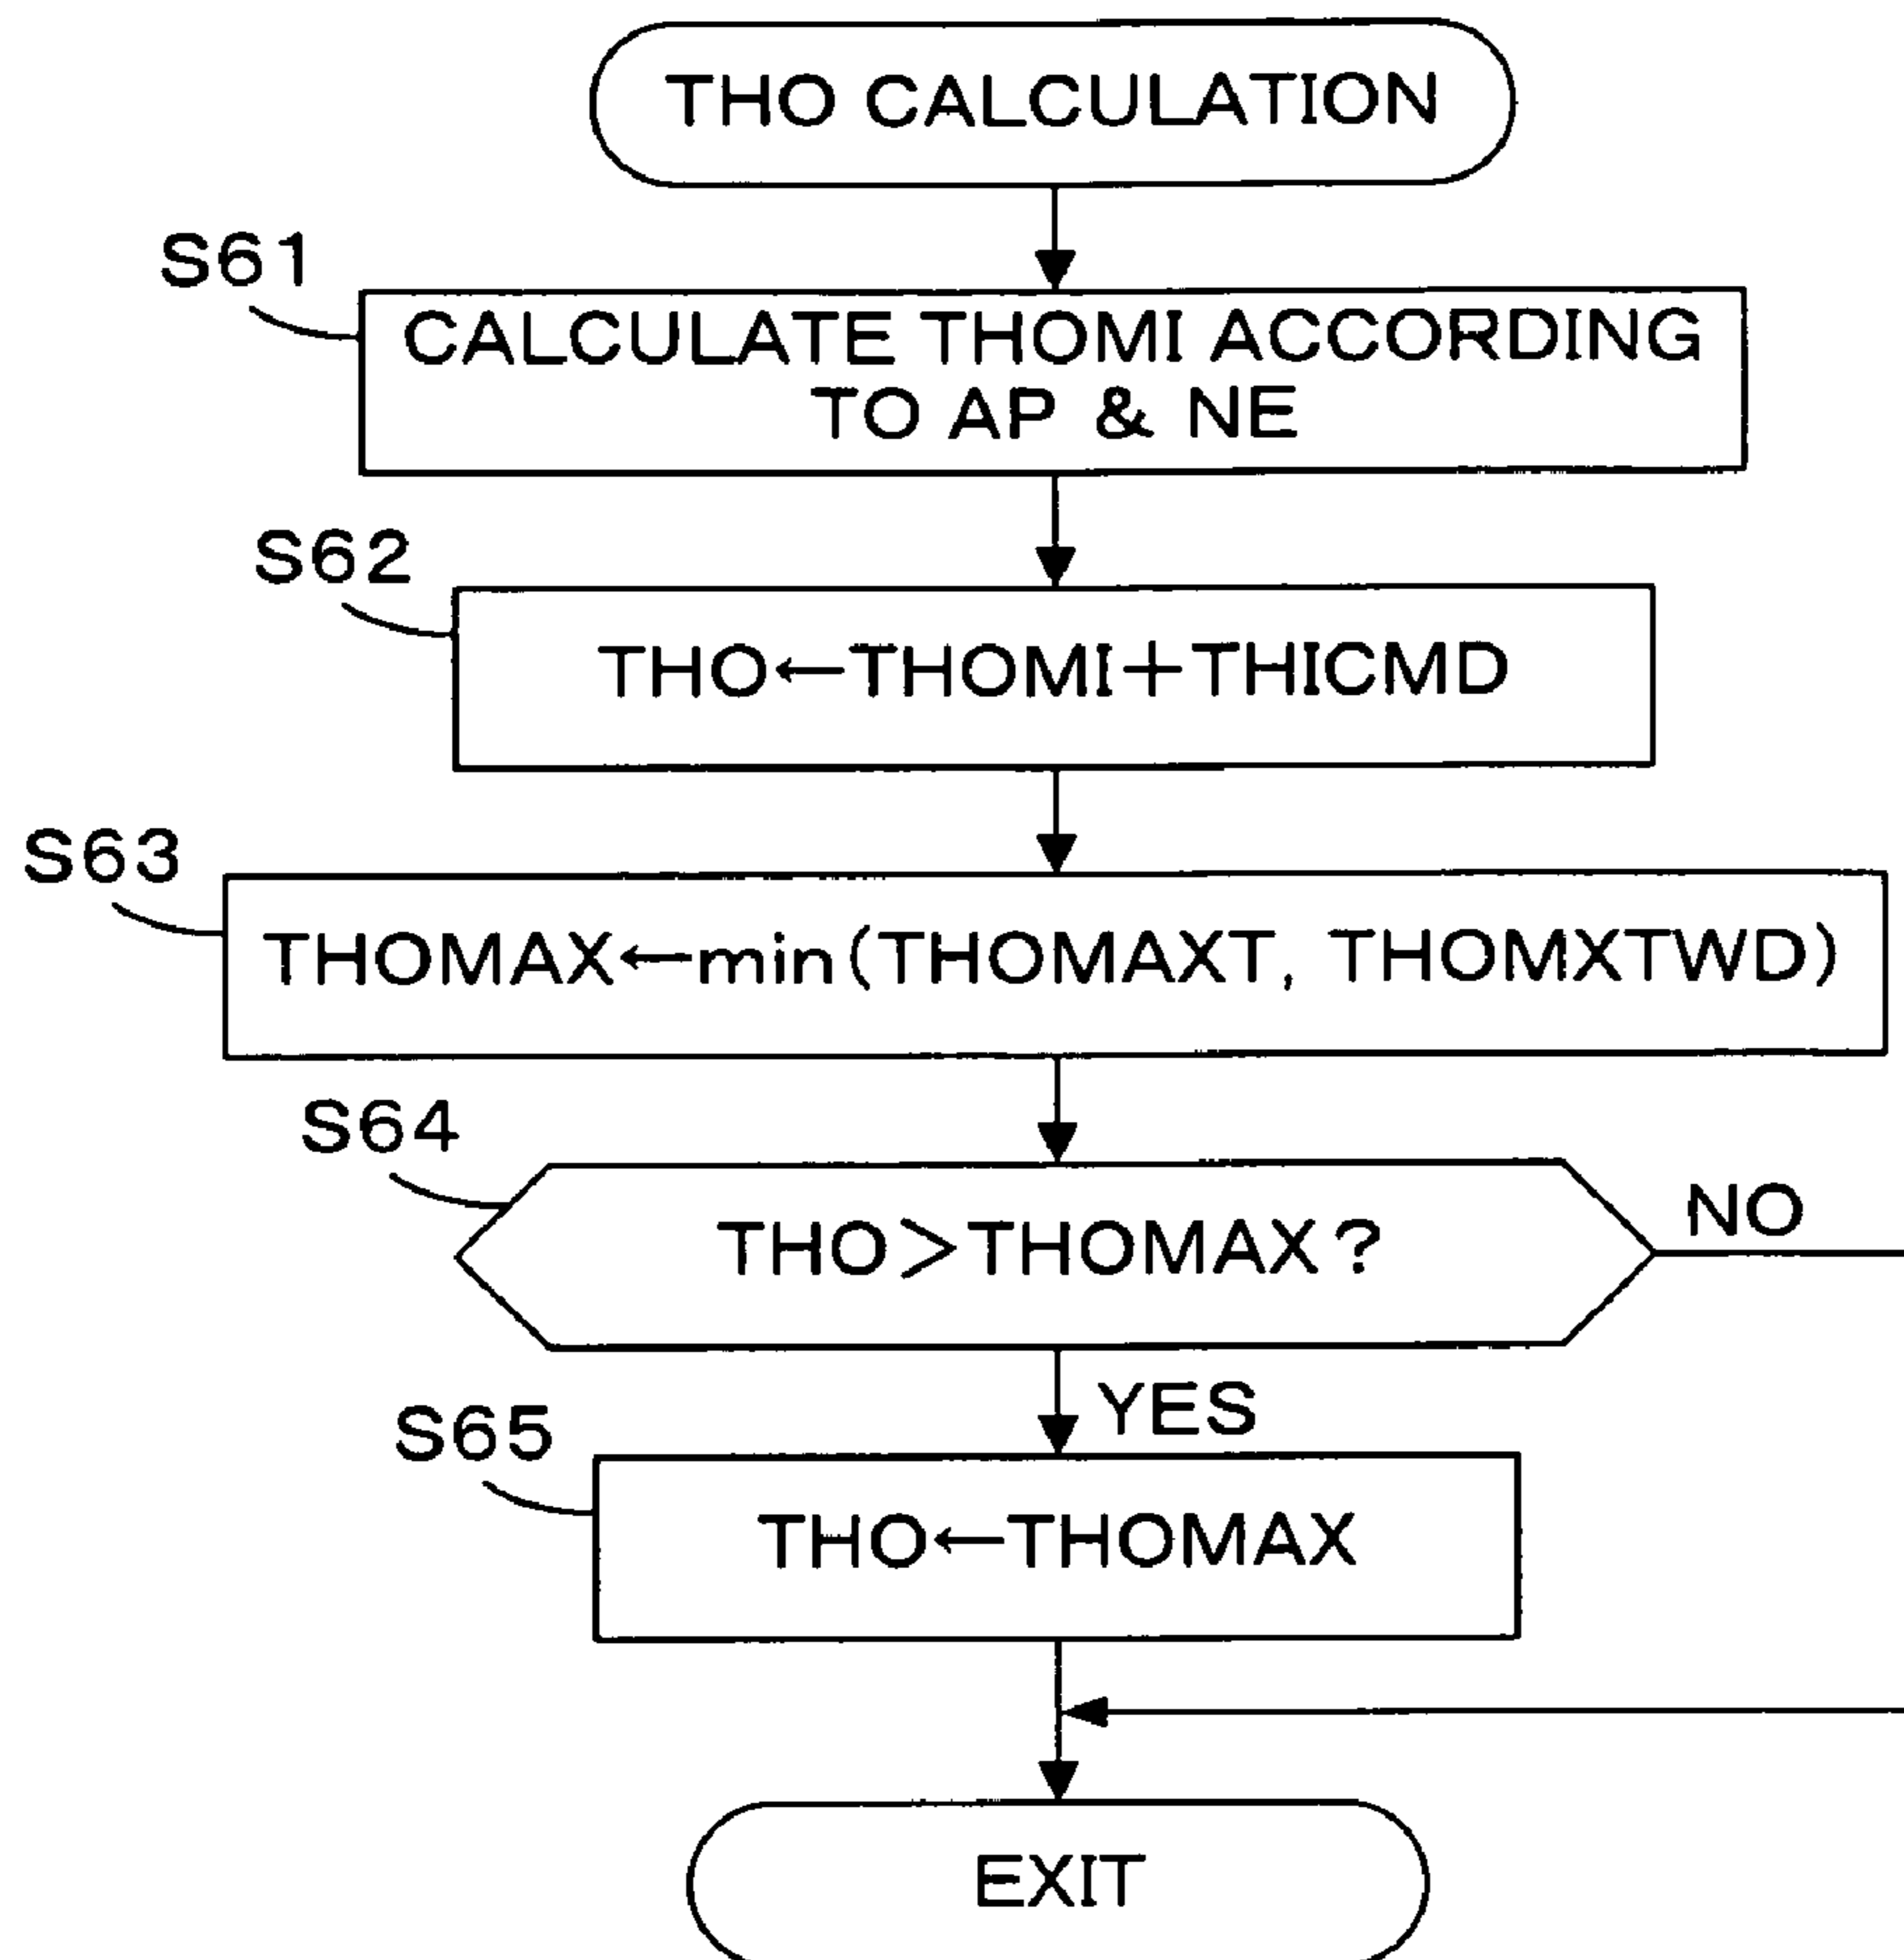 THO CALCULATION
S61
CALCULATE THOMI ACCORDING
TO AP & NE
S62
THO←THOMI+THICMD
S63
THOMAX←min(THOMAXT, THOMXTWD)
S64
THO>THOMAX?
NO
YES
S65
THO←THOMAX
EXIT